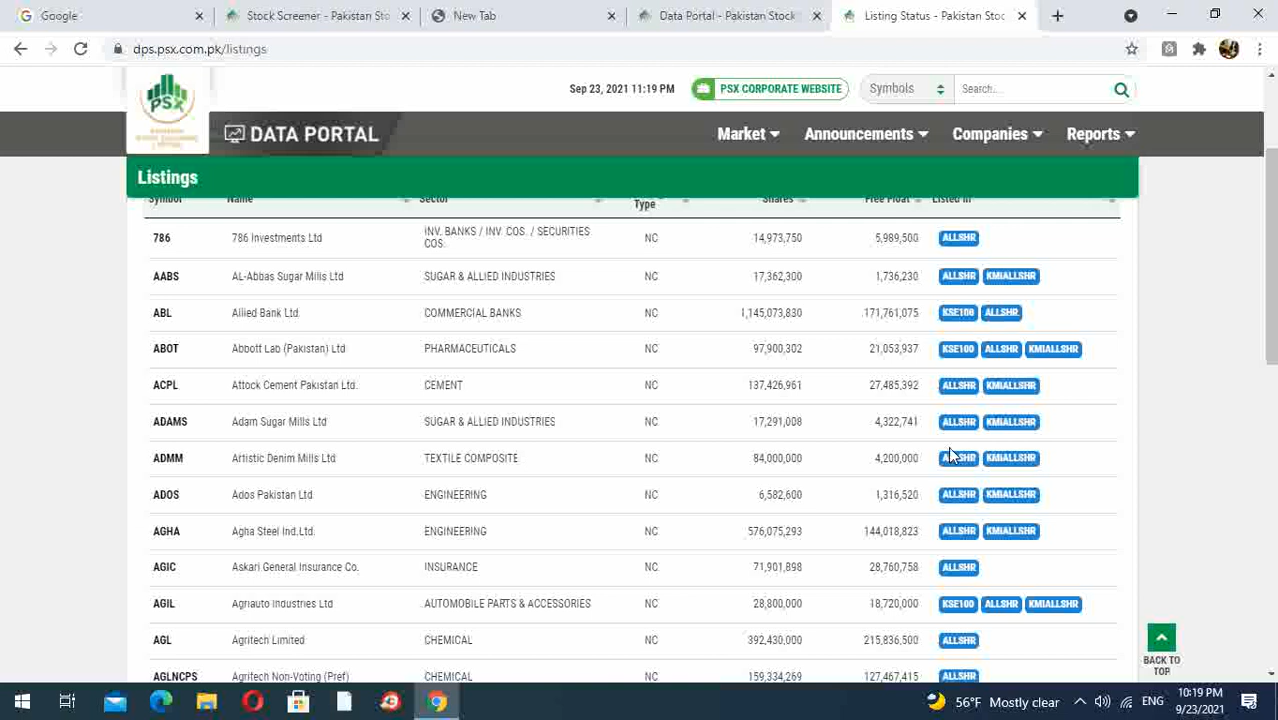 Google
Stock Screener - Pakistan Sto
New Tab
Data Portal - Pakistan Stock
Listing Status - Pakistan Stoc
dps.psx.com.pk/listings
PSX
Sep 23, 2021 11:19 PM
PSX CORPORATE WEBSITE
Symbols
Search...
DATA PORTAL
Market
Announcements
Companies
Reports
Listings
Symbol Name Sector Type Shares Free Float Listed In
786 786 Investments Ltd INV. BANKS / INV. COS. / SECURITIES COS. NC 14,973,750 5,989,500 ALLSHR
AABS AL-Abbas Sugar Mills Ltd SUGAR & ALLIED INDUSTRIES NC 17,362,300 1,736,230 ALLSHR KMIALLSHR
ABL Allied Bank Ltd COMMERCIAL BANKS NC 1,145,073,830 171,761,075 KSE100 ALLSHR
ABOT Abbott Lab (Pakistan) Ltd PHARMACEUTICALS NC 97,900,302 21,053,937 KSE100 ALLSHR KMIALLSHR
ACPL Attock Cement Pakistan Ltd. CEMENT NC 137,426,961 27,485,392 ALLSHR KMIALLSHR
ADAMS Adam Sugar Mills Ltd SUGAR & ALLIED INDUSTRIES NC 17,291,008 4,322,741 ALLSHR KMIALLSHR
ADMM Artistic Denim Mills Ltd TEXTILE COMPOSITE NC 84,000,000 4,200,000 ALLSHR KMIALLSHR
ADOS Ados Pakistan Ltd ENGINEERING NC 6,582,600 1,316,520 ALLSHR KMIALLSHR
AGHA Agha Steel Ind.Ltd. ENGINEERING NC 576,075,293 144,018,823 ALLSHR KMIALLSHR
AGIC Askari General Insurance Co. INSURANCE NC 71,901,898 28,760,758 ALLSHR
AGIL Agriauto Industries Ltd AUTOMOBILE PARTS & ACCESSORIES NC 28,800,000 18,720,000 KSE100 ALLSHR KMIALLSHR
AGL Agritech Limited CHEMICAL NC 392,430,000 215,836,500 ALLSHR
AGLNCPS Agritech Non-Voting (Pref) CHEMICAL NC 159,334,269 127,467,415 ALLSHR
BACK TO
TOP
56°F Mostly clear
ENG
10:19 PM
9/23/2021